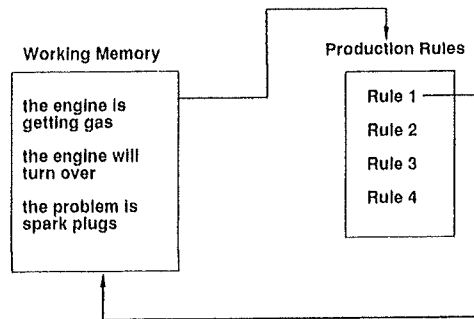 Working Memory
the engine is
getting gas
the engine will
turn over
the problem is
spark plugs
Production Rules
Rule 1
Rule 2
Rule 3
Rule 4